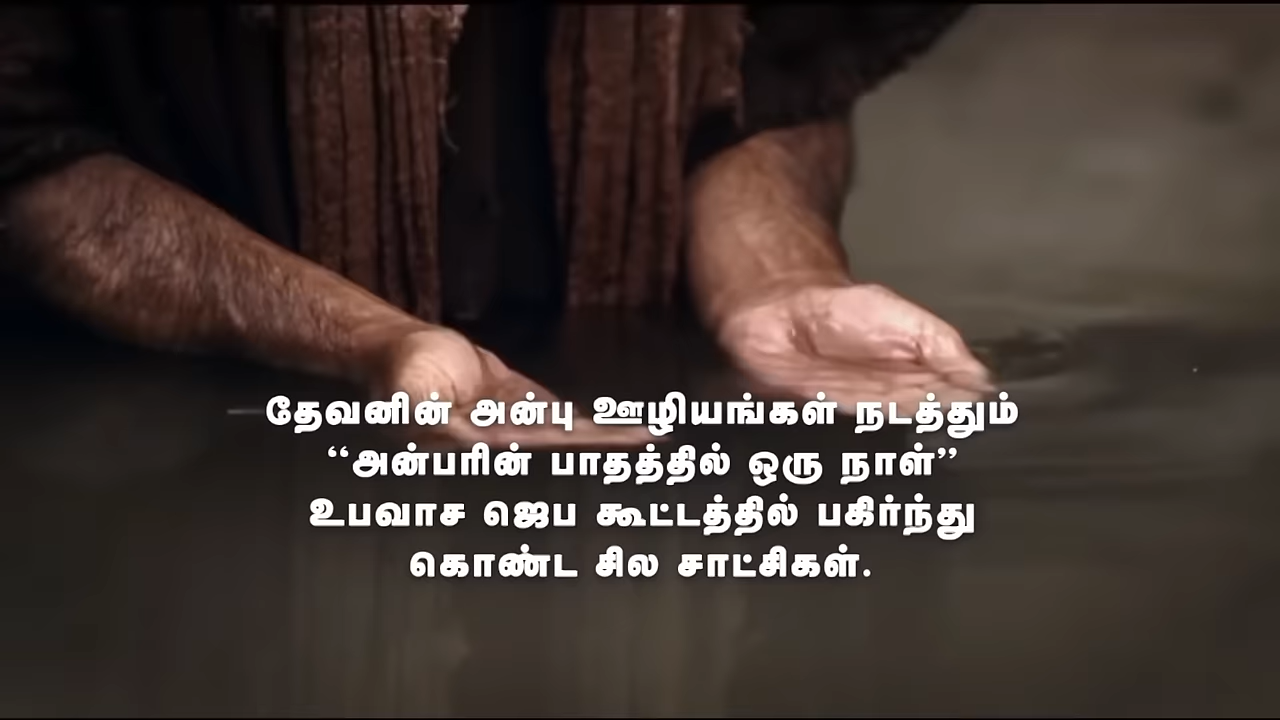 தேவனின் அன்பு ஊழியங்கள் நடத்தும்
“அன்பரின் பாதத்தில் ஒரு நாள்”
உபவாச ஜெப கூட்டத்தில் பகிர்ந்து
கொண்ட சில சாட்சிகள்.